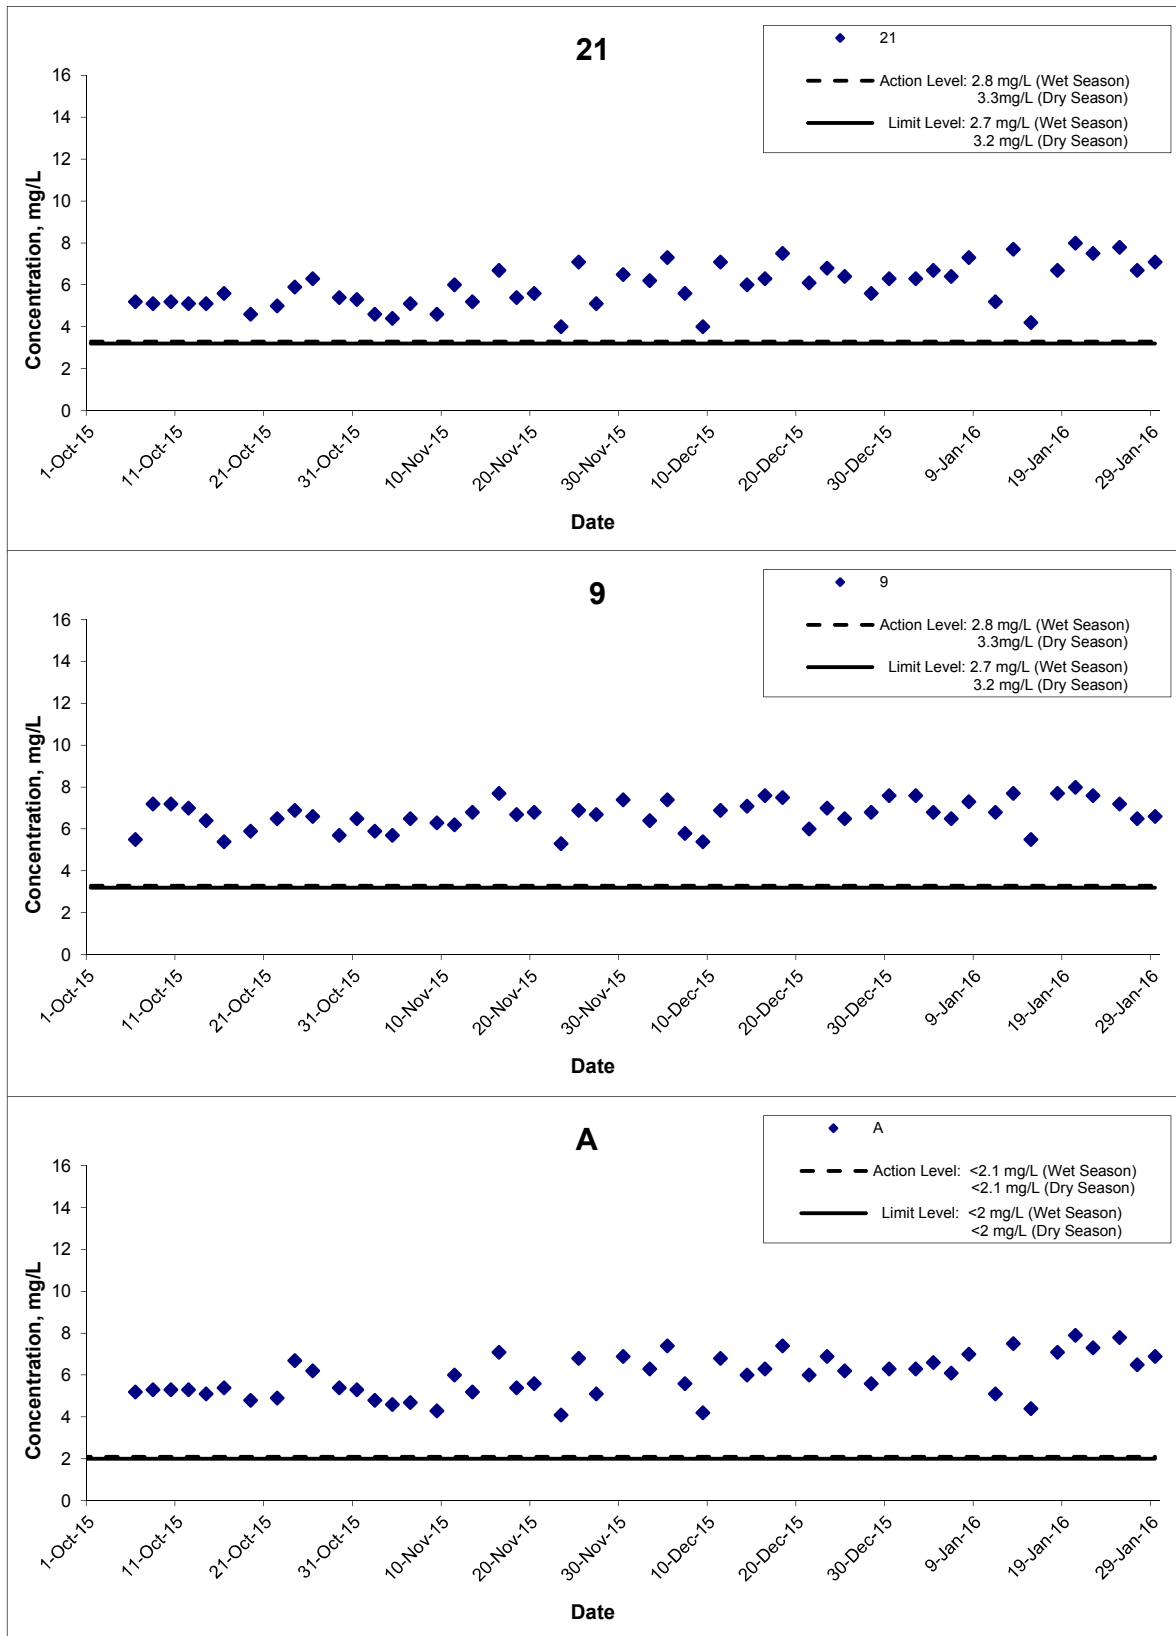 21
21
Action Level: 2.8 mg/L (Wet Season)
3.3mg/L (Dry Season)
Limit Level: 2.7 mg/L (Wet Season)
3.2 mg/L (Dry Season)
Concentration, mg/L
16
14
12
10
8
6
4
2
0
1-Oct-15
11-Oct-15
21-Oct-15
31-Oct-15
10-Nov-15
20-Nov-15
30-Nov-15
10-Dec-15
20-Dec-15
30-Dec-15
9-Jan-16
19-Jan-16
29-Jan-16
Date
9
9
Action Level: 2.8 mg/L (Wet Season)
3.3mg/L (Dry Season)
Limit Level: 2.7 mg/L (Wet Season)
3.2 mg/L (Dry Season)
Concentration, mg/L
16
14
12
10
8
6
4
2
0
1-Oct-15
11-Oct-15
21-Oct-15
31-Oct-15
10-Nov-15
20-Nov-15
30-Nov-15
10-Dec-15
20-Dec-15
30-Dec-15
9-Jan-16
19-Jan-16
29-Jan-16
Date
A
A
Action Level: <2.1 mg/L (Wet Season)
<2.1 mg/L (Dry Season)
Limit Level: <2 mg/L (Wet Season)
<2 mg/L (Dry Season)
Concentration, mg/L
16
14
12
10
8
6
4
2
0
1-Oct-15
11-Oct-15
21-Oct-15
31-Oct-15
10-Nov-15
20-Nov-15
30-Nov-15
10-Dec-15
20-Dec-15
30-Dec-15
9-Jan-16
19-Jan-16
29-Jan-16
Date